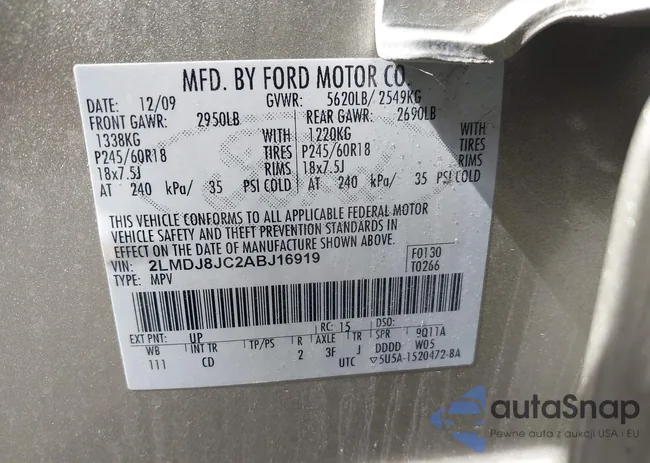 MFD. BY FORD MOTOR CO.
DATE: 12/09 GVWR: 5620LB/ 2549KG
FRONT GAWR: 2950LB REAR GAWR: 2690LB
1338KG WITH 1220KG WITH
P245/60R18 TIRES P245/60R18 TIRES
18x7.5J RIMS 18x7.5J RIMS
AT 240 kPa/ 35 PSI COLD AT 240 kPa/ 35 PSI COLD
THIS VEHICLE CONFORMS TO ALL APPLICABLE FEDERAL MOTOR
VEHICLE SAFETY AND THEFT PREVENTION STANDARDS IN
EFFECT ON THE DATE OF MANUFACTURE SHOWN ABOVE.
VIN: 2LMDJ8JC2ABJ16919 F0130
TYPE: MPV T0266
EXT PNT: UP RC: 15 DSO:
WB INT TR TP/PS R AXLE TR SPR 9Q11A
111 CD 2 3F J DDDD W05
UTC ▽5U5A-1520472-BA
autaSnap
Pewne auta z aukcji USA i EU